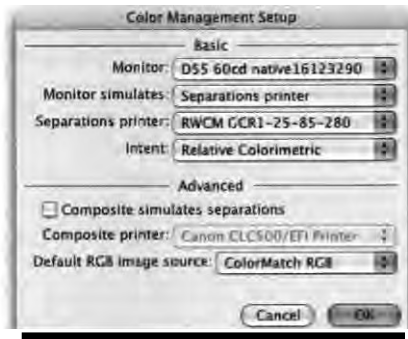 Color Management Setup
Basic
Monitor: D55 60cd native16123290
Monitor simulates: Separations printer
Separations printer: RWCM GCR1-25-85-280
Intent: Relative Colorimetric
Advanced
Composite simulates separations
Composite printer: Canon CLC500/EFI Printer
Default RGB image source: ColorMatch RGB
Cancel OK